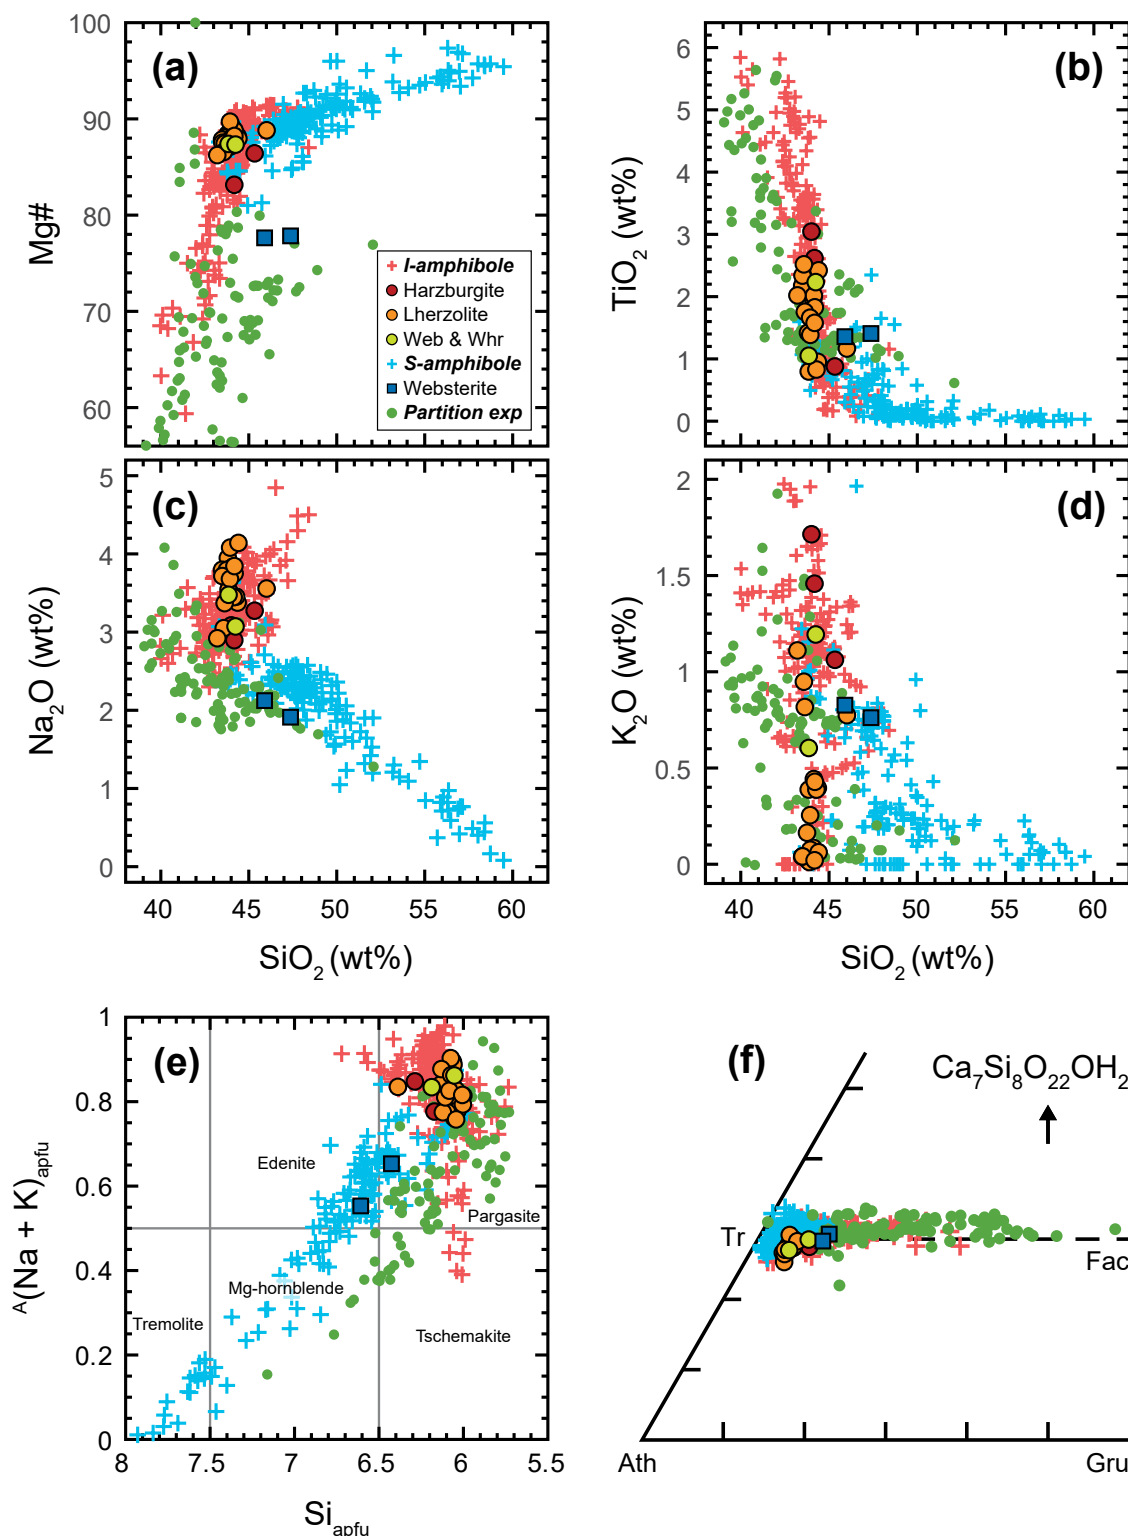 (a)
100
90
80
70
60
Mg#
I-amphibole
Harzburgite
Lherzolite
Web & Whr
S-amphibole
Websterite
Partition exp
(b)
6
5
4
3
2
1
0
TiO2 (wt%)
(c)
5
4
3
2
1
0
Na2O (wt%)
40 45 50 55 60
SiO2 (wt%)
(d)
2
1.5
1
0.5
0
K2O (wt%)
40 45 50 55 60
SiO2 (wt%)
(e)
1
0.8
0.6
0.4
0.2
0
A(Na + K)apfu
Edenite
Pargasite
Mg-hornblende
Tremolite
Tschemakite
8 7.5 7 6.5 6 5.5
Siapfu
(f)
Ca7Si8O22OH2
Tr
Fac
Ath
Gru